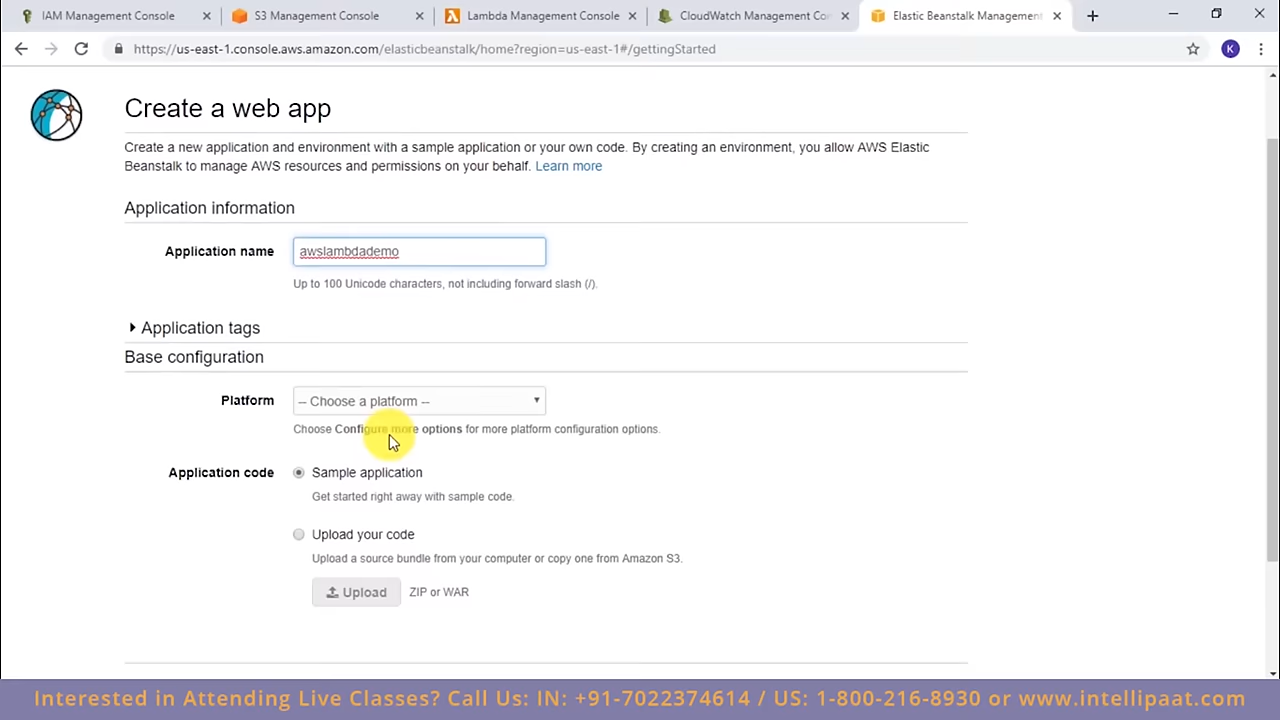 IAM Management Console
S3 Management Console
Lambda Management Console
CloudWatch Management Co
Elastic Beanstalk Management
https://us-east-1.console.aws.amazon.com/elasticbeanstalk/home?region=us-east-1#/gettingStarted
K
Create a web app
Create a new application and environment with a sample application or your own code. By creating an environment, you allow AWS Elastic
Beanstalk to manage AWS resources and permissions on your behalf. Learn more
Application information
Application name
awslambdademo
Up to 100 Unicode characters, not including forward slash (/).
Application tags
Base configuration
Platform
-- Choose a platform --
Choose Configure more options for more platform configuration options.
Application code
Sample application
Get started right away with sample code.
Upload your code
Upload a source bundle from your computer or copy one from Amazon S3.
Upload
ZIP or WAR
Interested in Attending Live Classes? Call Us: IN: +91-7022374614 / US: 1-800-216-8930 or www.intellipaat.com